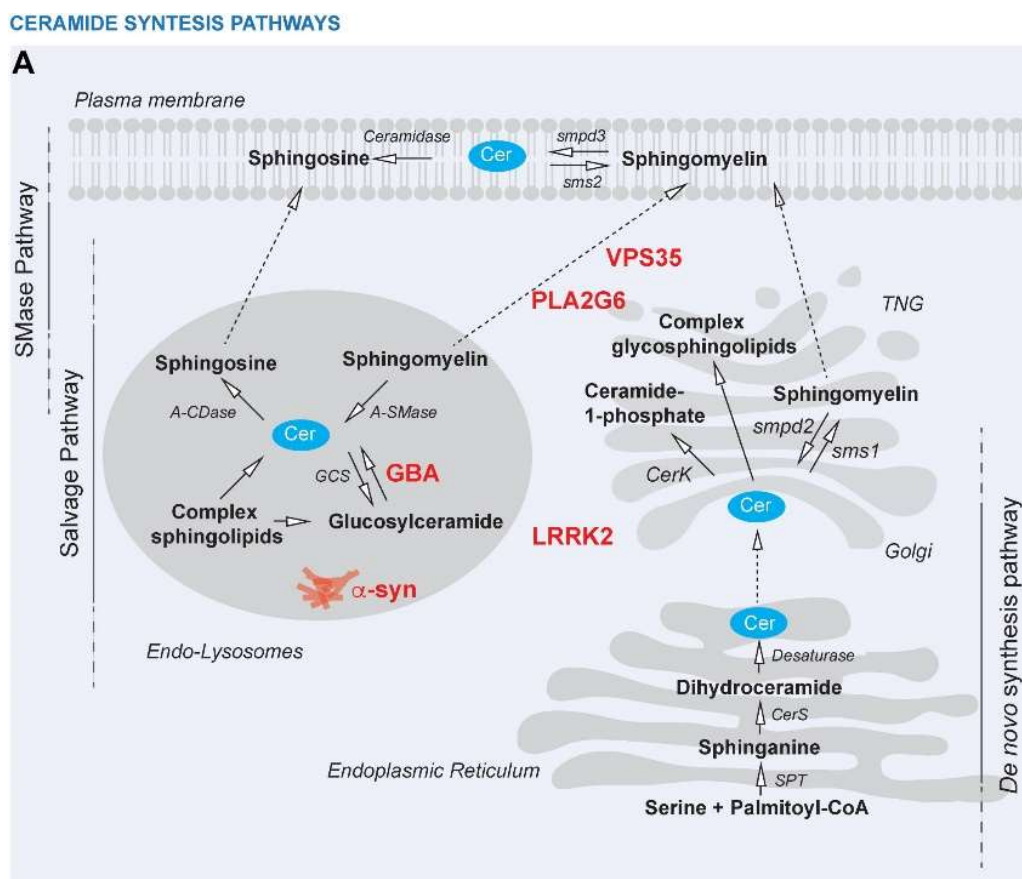 CERAMIDE SYNTESIS PATHWAYS
A
Plasma membrane
Ceramidase
Cer
smpd3
Sphingosine
Sphingomyelin
sms2
SMase Pathway
Salvage Pathway
VPS35
PLA2G6
TNG
Complex
glycosphingolipids
Sphingosine
Sphingomyelin
Ceramide-
1-phosphate
Sphingomyelin
A-CDase
A-SMase
smpd2
sms1
Cer
CerK
GCS
GBA
Cer
Complex
sphingolipids
Glucosylceramide
LRRK2
Golgi
α-syn
Cer
Endo-Lysosomes
Desaturase
Dihydroceramide
CerS
Sphinganine
Endoplasmic Reticulum
SPT
Serine + Palmitoyl-CoA
De novo synthesis pathway